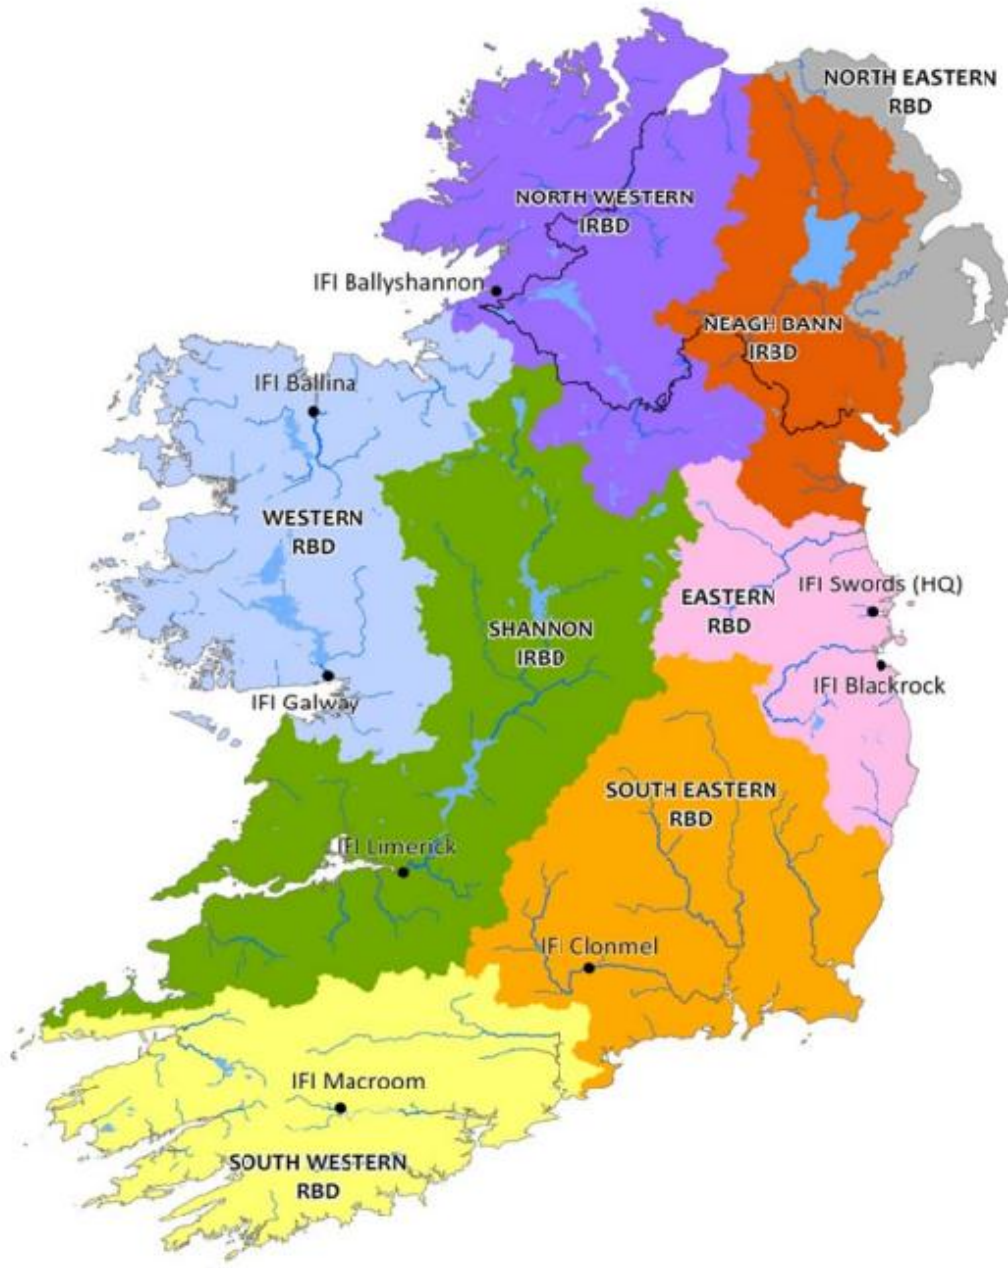 NORTH EASTERN
RBD
NORTH WESTERN
IRBD
IFI Ballyshannon
NEAGH BANN
IRBD
IFI Ballina
WESTERN
RBD
IFI Swords (HQ)
EASTERN
RBD
SHANNON
IRBD
IFI Blackrock
IFI Galway
SOUTH EASTERN
RBD
IFI Limerick
IFI Clonmel
IFI Macroom
SOUTH WESTERN
RBD